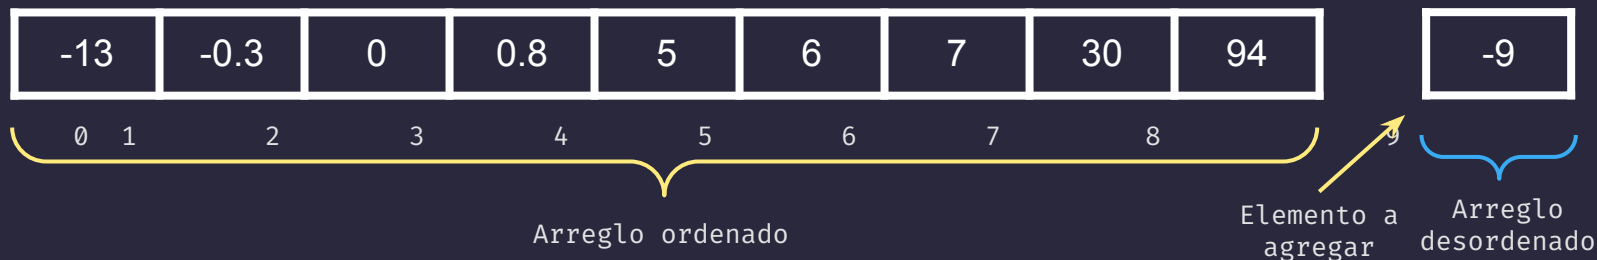 -13 -0.3 0 0.8 5 6 7 30 94 -9
0 1 2 3 4 5 6 7 8 9
Arreglo ordenado
Elemento a
agregar
Arreglo
desordenado